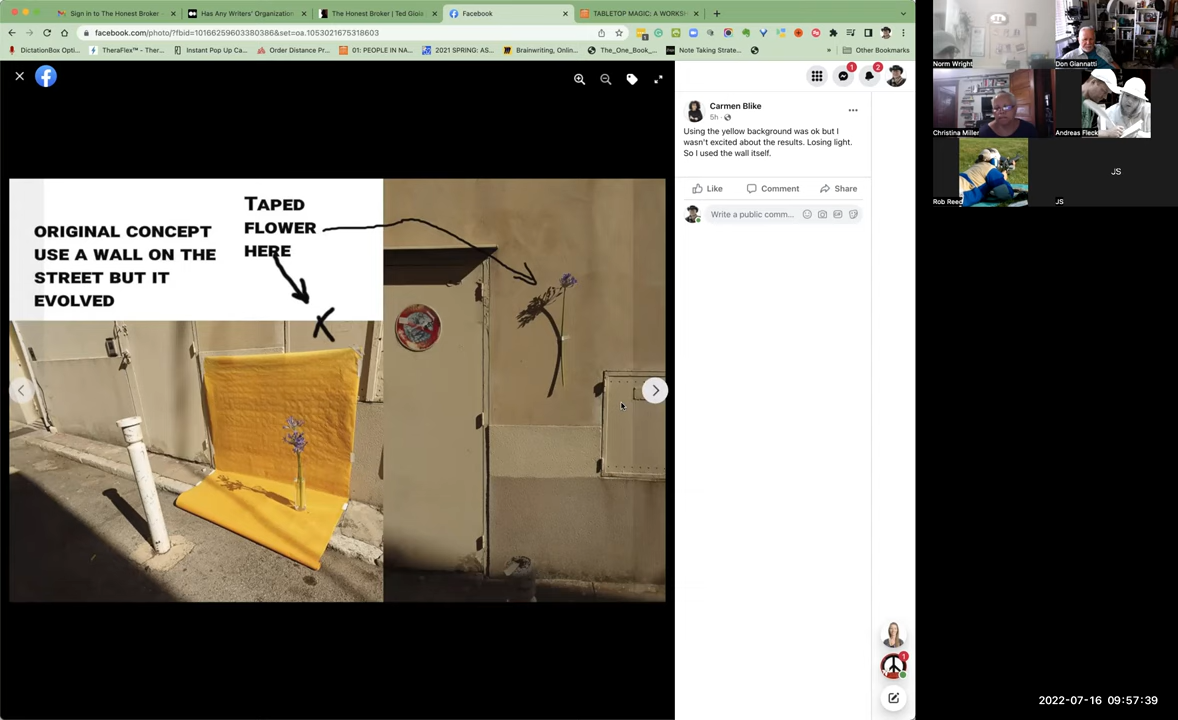 Sign in to The Honest Broker
Has Any Writers' Organization
The Honest Broker | Ted Gioia
Facebook
TABLETOP MAGIC: A WORKSH
facebook.com/photo/?fbid=10166259603380386&set=oa.1053021675318603
DictationBox Opti...
TheraFlex™ - Ther...
Instant Pop Up Ca...
Order Distance Pr...
01: PEOPLE IN NA...
2021 SPRING: AS...
Brainwriting, Onlin...
The_One_Book_...
Note Taking Strate...
»
Other Bookmarks
ORIGINAL CONCEPT
USE A WALL ON THE
STREET BUT IT
EVOLVED
TAPED
FLOWER
HERE
X
1
2
Carmen Blike
5h ·
Using the yellow background was ok but I
wasn't excited about the results. Losing light.
So I used the wall itself.
Like
Comment
Share
Write a public comm...
1
Norm Wright
Don Giannatti
Christina Miller
Andreas Fleck
Rob Reed
JS
JS
2022-07-16 09:57:39